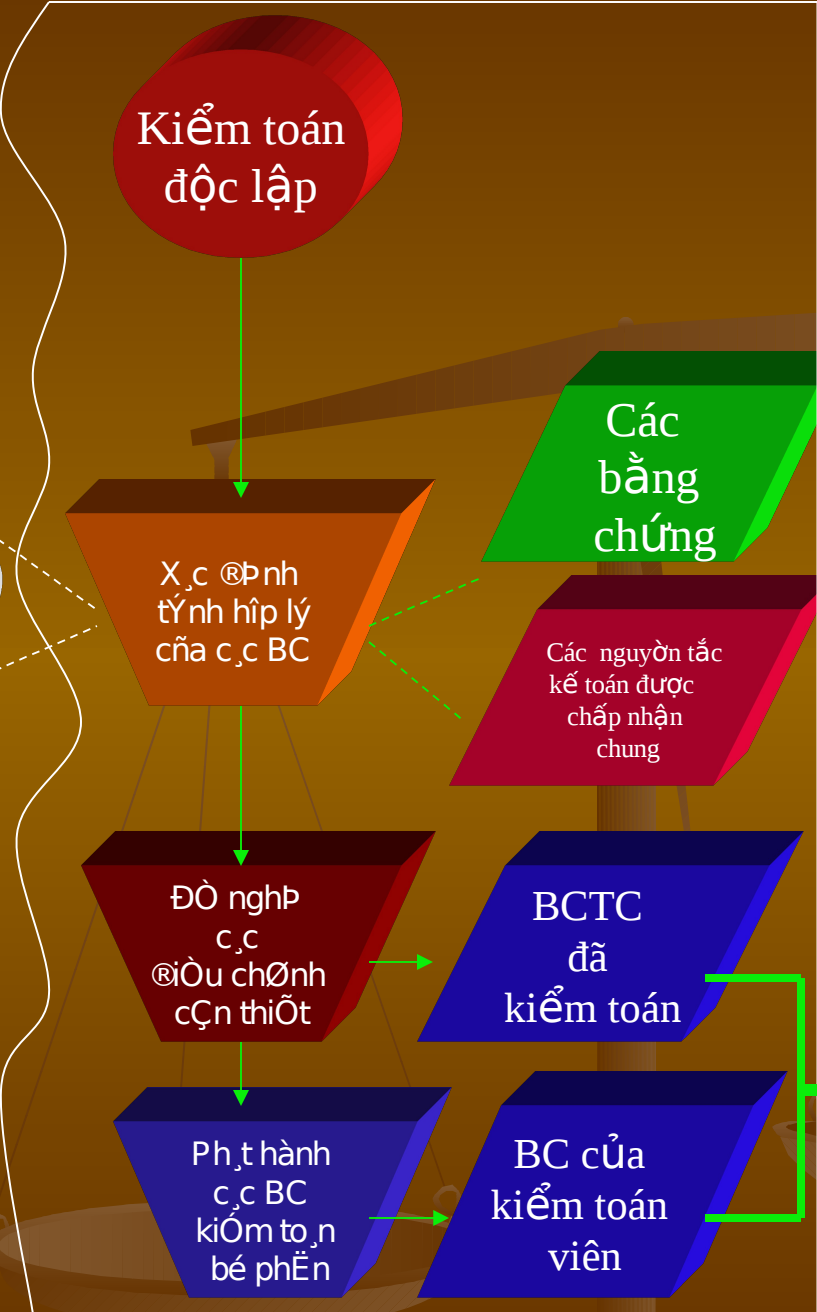 Kiểm toán
độc lập
Các
bằng
chứng
X¸c ®Þnh
tÝnh hîp lý
cña c¸c BC
Các nguyờn tắc
kế toán được
chấp nhận
chung
ĐÒ nghÞ
c¸c
®iÒu chØnh
cÇn thiÕt
BCTC
đã
kiểm toán
Ph¸t hành
c¸c BC
kiÓm to¸n
bé phËn
BC của
kiểm toán
viên